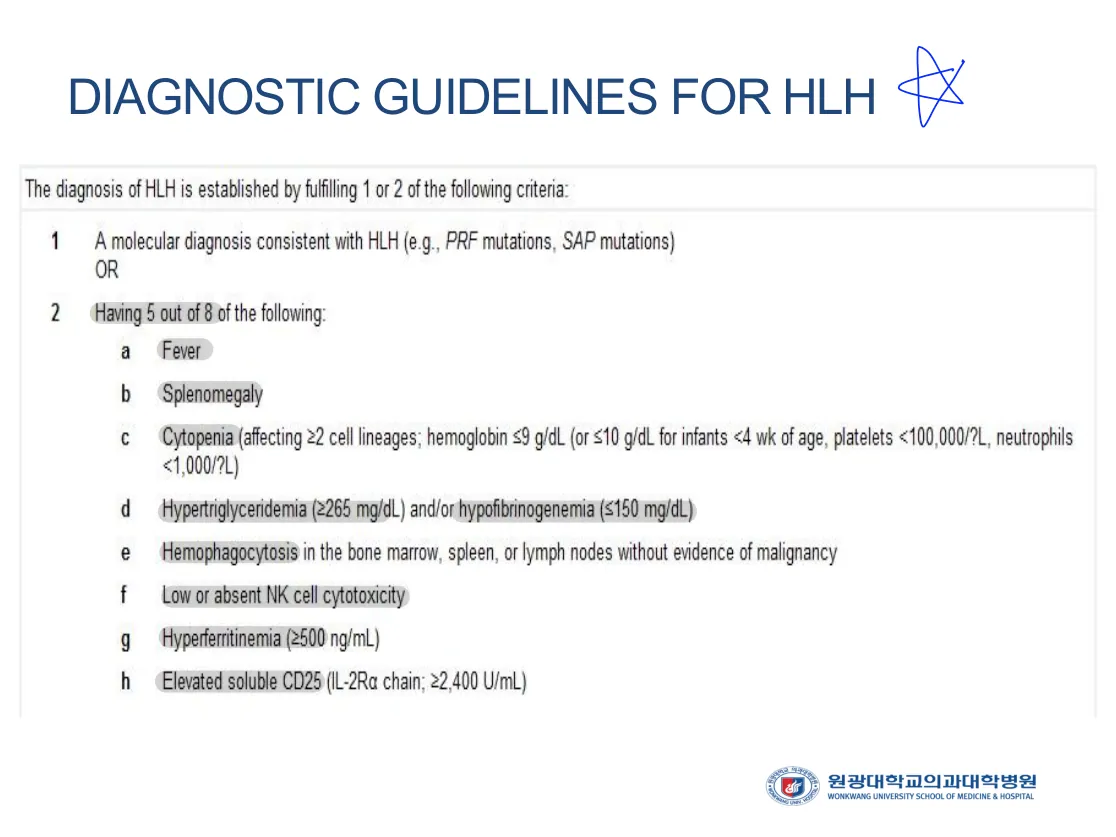 DIAGNOSTIC GUIDELINES FOR HLH
The diagnosis of HLH is established by fulfilling 1 or 2 of the following criteria:
1 A molecular diagnosis consistent with HLH (e.g., PRF mutations, SAP mutations)
OR
2 Having 5 out of 8 of the following:
a Fever
b Splenomegaly
c Cytopenia (affecting ≥2 cell lineages; hemoglobin ≤9 g/dL (or ≤10 g/dL for infants <4 wk of age, platelets <100,000/?L, neutrophils
<1,000/?L)
d Hypertriglyceridemia (≥265 mg/dL) and/or hypofibrinogenemia (≤150 mg/dL)
e Hemophagocytosis in the bone marrow, spleen, or lymph nodes without evidence of malignancy
f Low or absent NK cell cytotoxicity
g Hyperferritinemia (≥500 ng/mL)
h Elevated soluble CD25 (IL-2Rα chain; ≥2,400 U/mL)
원광대학교의과대학병원
WONKWANG UNIVERSITY SCHOOL OF MEDICINE & HOSPITAL